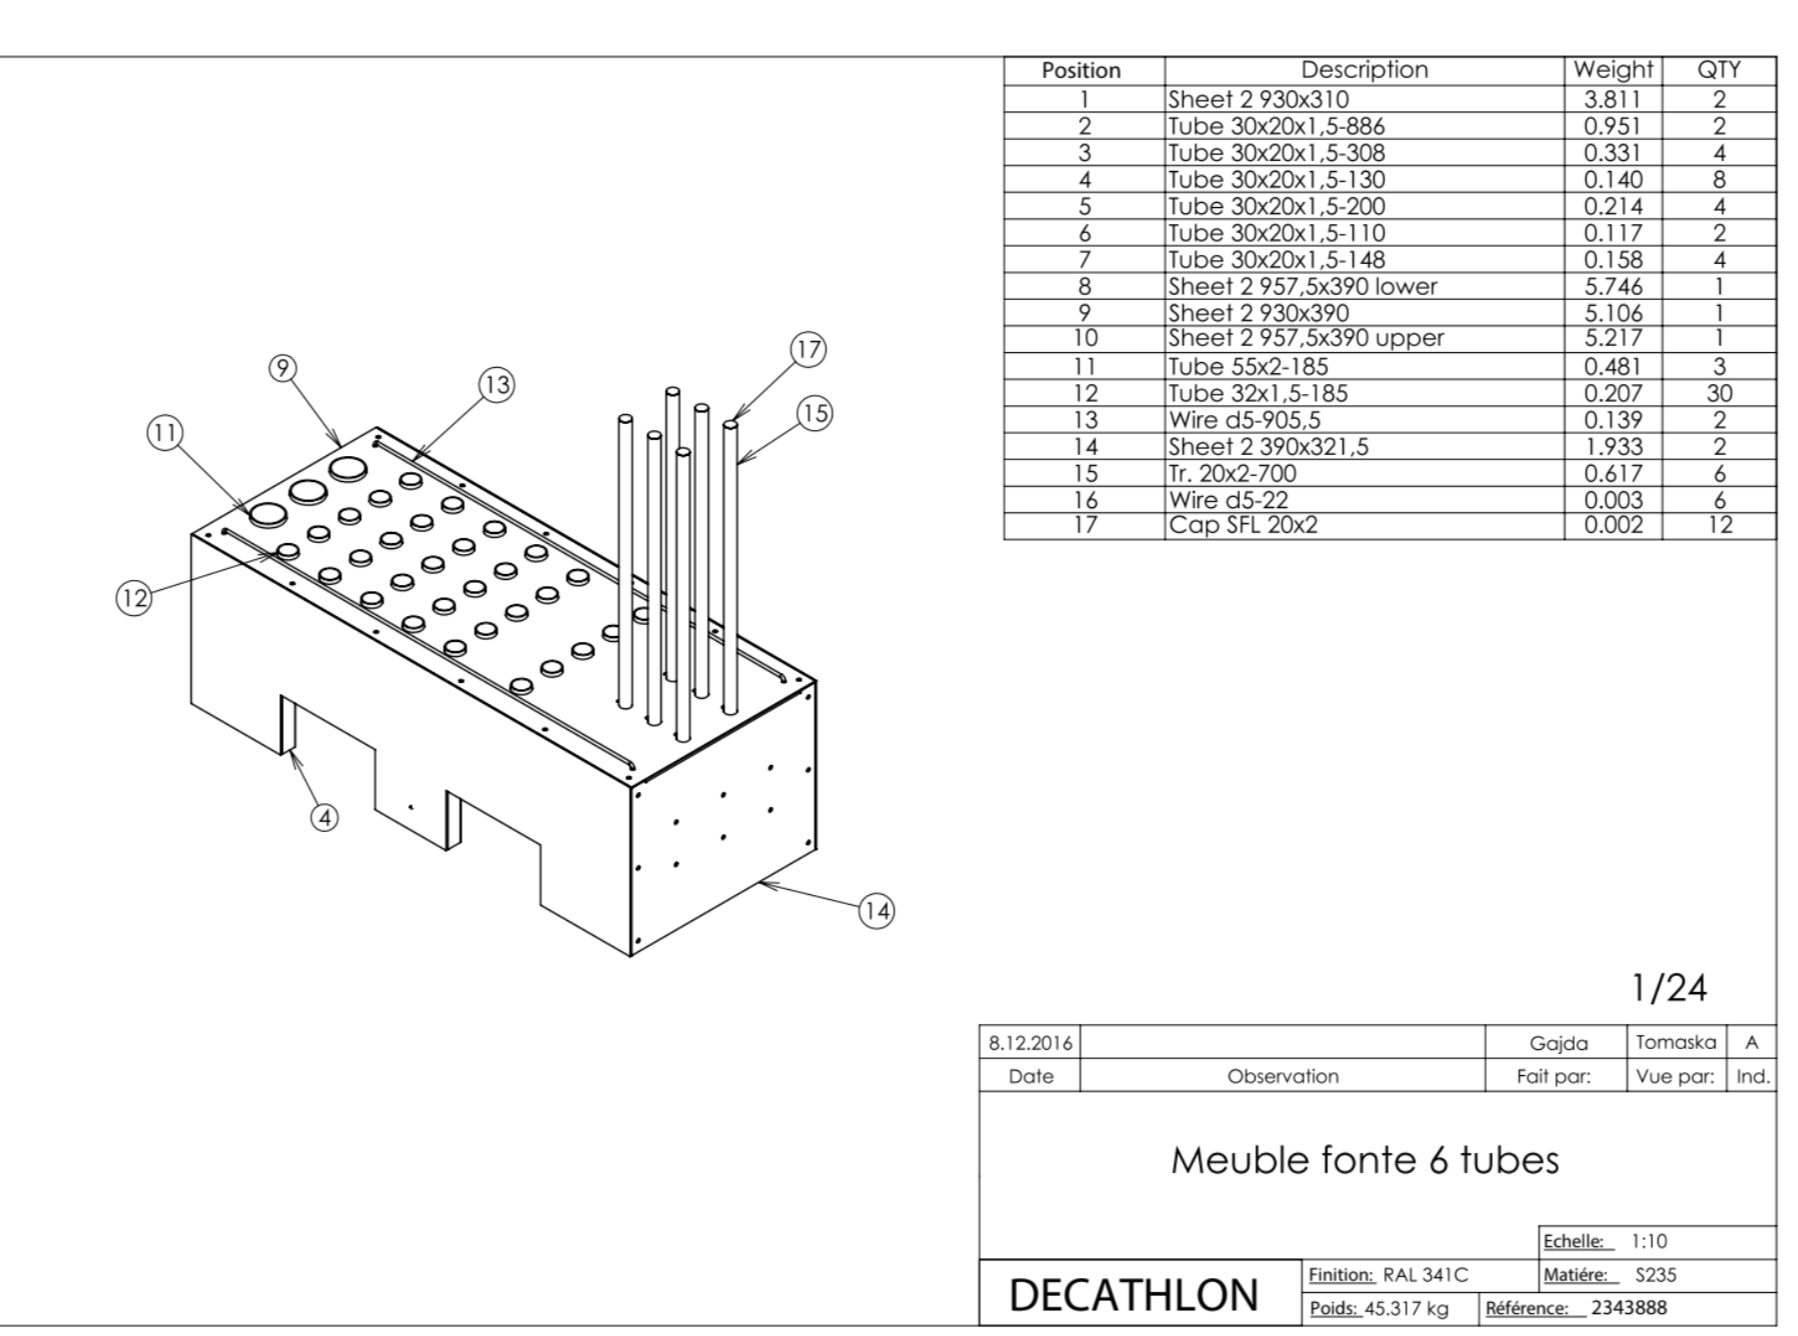 Position Description Weight QTY
1 Sheet 2 930x310 3.811 2
2 Tube 30x20x1,5-886 0.951 2
3 Tube 30x20x1,5-308 0.331 4
4 Tube 30x20x1,5-130 0.140 8
5 Tube 30x20x1,5-200 0.214 4
6 Tube 30x20x1,5-110 0.117 2
7 Tube 30x20x1,5-148 0.158 4
8 Sheet 2 957,5x390 lower 5.746 1
9 Sheet 2 930x390 5.106 1
10 Sheet 2 957,5x390 upper 5.217 1
11 Tube 55x2-185 0.481 3
12 Tube 32x1,5-185 0.207 30
13 Wire d5-905,5 0.139 2
14 Sheet 2 390x321,5 1.933 2
15 Tr. 20x2-700 0.617 6
16 Wire d5-22 0.003 6
17 Cap SFL 20x2 0.002 12
17
9
13
15
11
12
4
14
1/24
8.12.2016 Gajda Tomaska A
Date Observation Fait par: Vue par: Ind.
Meuble fonte 6 tubes
Echelle: 1:10
DECATHLON
Finition: RAL 341C Matiére: S235
Poids: 45.317 kg Référence: 2343888